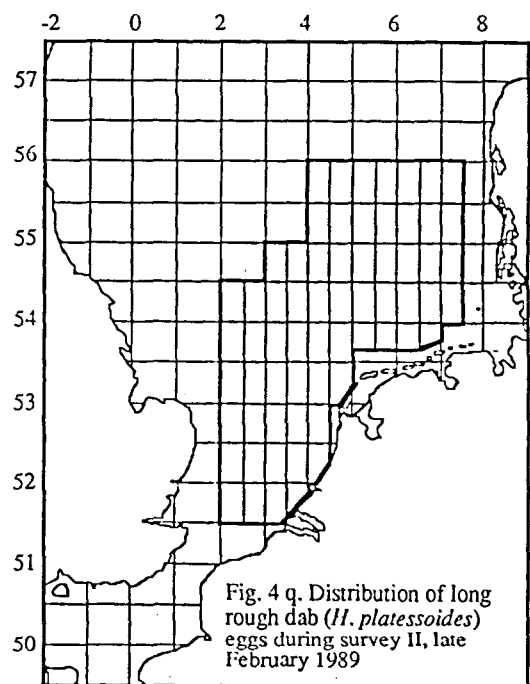 -2 0 2 4 6 8
57
56
55
54
53
52
51
50
Fig. 4 q. Distribution of long
rough dab (H. platessoides)
eggs during survey II, late
February 1989